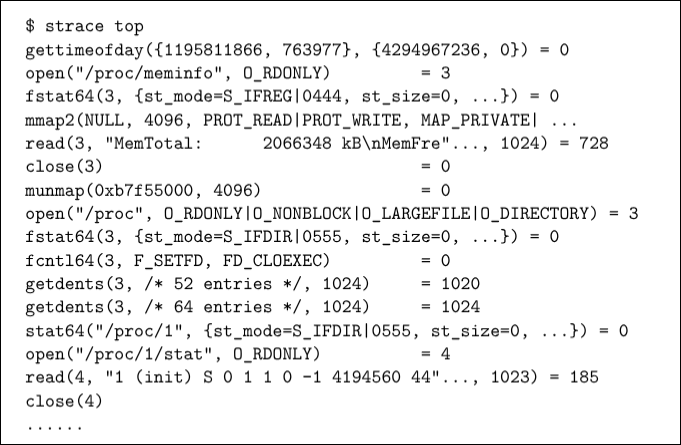 $ strace top
gettimeofday({1195811866, 763977}, {4294967236, 0}) = 0
open("/proc/meminfo", O_RDONLY)          = 3
fstat64(3, {st_mode=S_IFREG|0444, st_size=0, ...}) = 0
mmap2(NULL, 4096, PROT_READ|PROT_WRITE, MAP_PRIVATE| ...
read(3, "MemTotal:      2066348 kB\nMemFre"..., 1024) = 728
close(3)                                = 0
munmap(0xb7f55000, 4096)                = 0
open("/proc", O_RDONLY|O_NONBLOCK|O_LARGEFILE|O_DIRECTORY) = 3
fstat64(3, {st_mode=S_IFDIR|0555, st_size=0, ...}) = 0
fcntl64(3, F_SETFD, FD_CLOEXEC)         = 0
getdents(3, /* 52 entries */, 1024)     = 1020
getdents(3, /* 64 entries */, 1024)     = 1024
stat64("/proc/1", {st_mode=S_IFDIR|0555, st_size=0, ...}) = 0
open("/proc/1/stat", O_RDONLY)          = 4
read(4, "1 (init) S 0 1 1 0 -1 4194560 44"..., 1023) = 185
close(4)
......